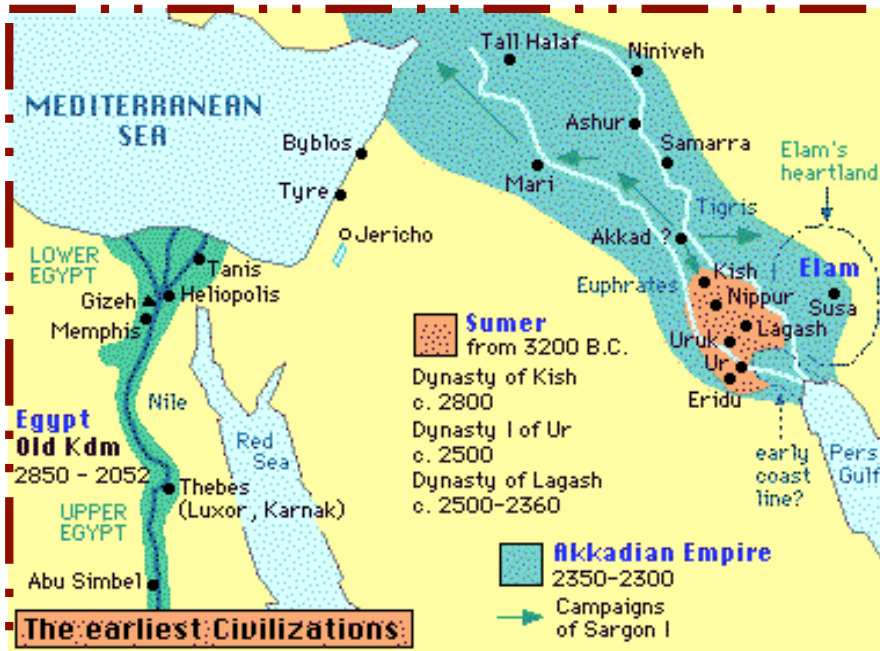 MEDITERRANEAN
SEA
Tall Halaf
Niniveh
Ashur
Samarra
Byblos
Mari
Tyre
Elam's
heartland
Tigris
Jericho
Akkad ?
LOWER
EGYPT
Tanis
Kish
Elam
Euphrates
Gizeh
Heliopolis
Nippur
Susa
Memphis
Sumer
from 3200 B.C.
Lagash
Uruk
Ur
Eridu
Dynasty of Kish
c. 2800
Dynasty I of Ur
c. 2500
Dynasty of Lagash
c. 2500-2360
Nile
Egypt
Old Kdm
2850 - 2052
Red
Sea
early
coast
line?
Pers
Gulf
Thebes
(Luxor, Karnak)
UPPER
EGYPT
Abu Simbel
Akkadian Empire
2350-2300
Campaigns
of Sargon I
The earliest Civilizations